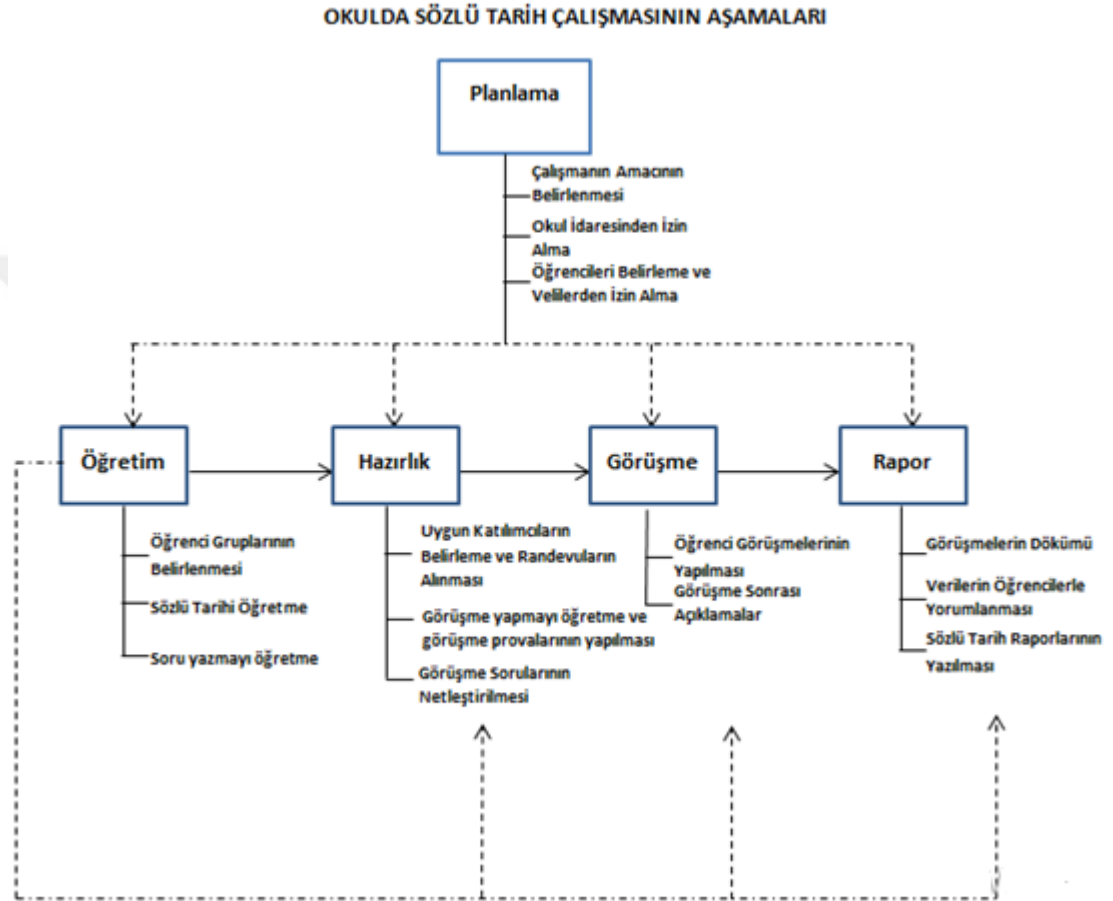 OKULDA SÖZLÜ TARİH ÇALIŞMASININ AŞAMALARI
Planlama
Çalışmanın Amacının
Belirlenmesi
Okul İdaresinden İzin
Alma
Öğrencileri Belirleme ve
Velilerden İzin Alma
Öğretim
Öğrenci Gruplarının
Belirlenmesi
Sözlü Tarihi Öğretme
Soru yazmayı öğretme
Hazırlık
Uygun Katılımcıların
Belirleme ve Randevuların
Alınması
Görüşme yapmayı öğretme ve
görüşme provalarının yapılması
Görüşme Sorularının
Netleştirilmesi
Görüşme
Öğrenci Görüşmelerinin
Yapılması
Görüşme Sonrası
Açıklamalar
Rapor
Görüşmelerin Dökümü
Verilerin Öğrencilerle
Yorumlanması
Sözlü Tarih Raporlarının
Yazılması